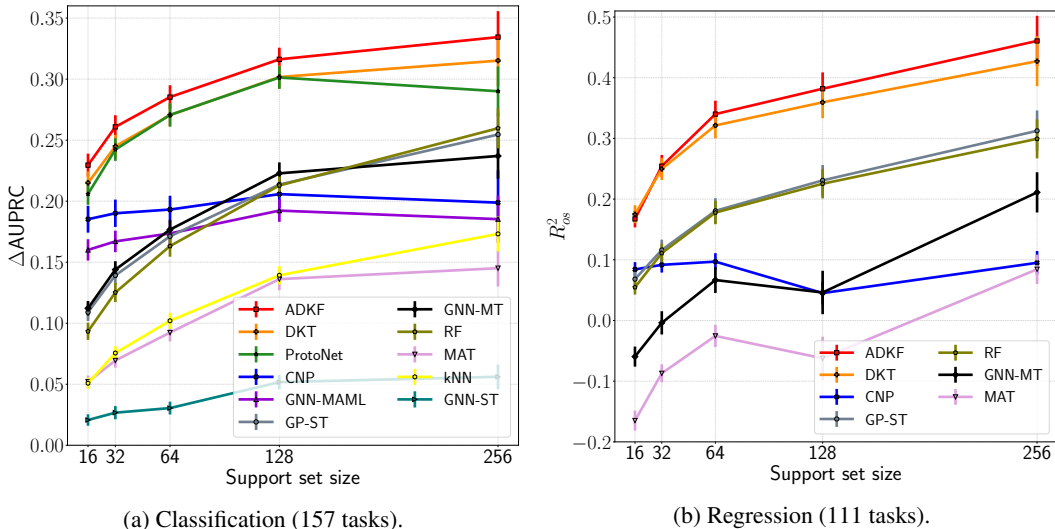 0.35
0.30
0.25
0.20
0.15
0.10
0.05
0.00
ΔAUPRC
16 32 64 128 256
Support set size
ADKF
DKT
ProtoNet
CNP
GNN-MAML
GP-ST
GNN-MT
RF
MAT
kNN
GNN-ST
(a) Classification (157 tasks).
0.5
0.4
0.3
0.2
0.1
0.0
−0.1
−0.2
R²os
16 32 64 128 256
Support set size
ADKF
DKT
CNP
GP-ST
RF
GNN-MT
MAT
(b) Regression (111 tasks).